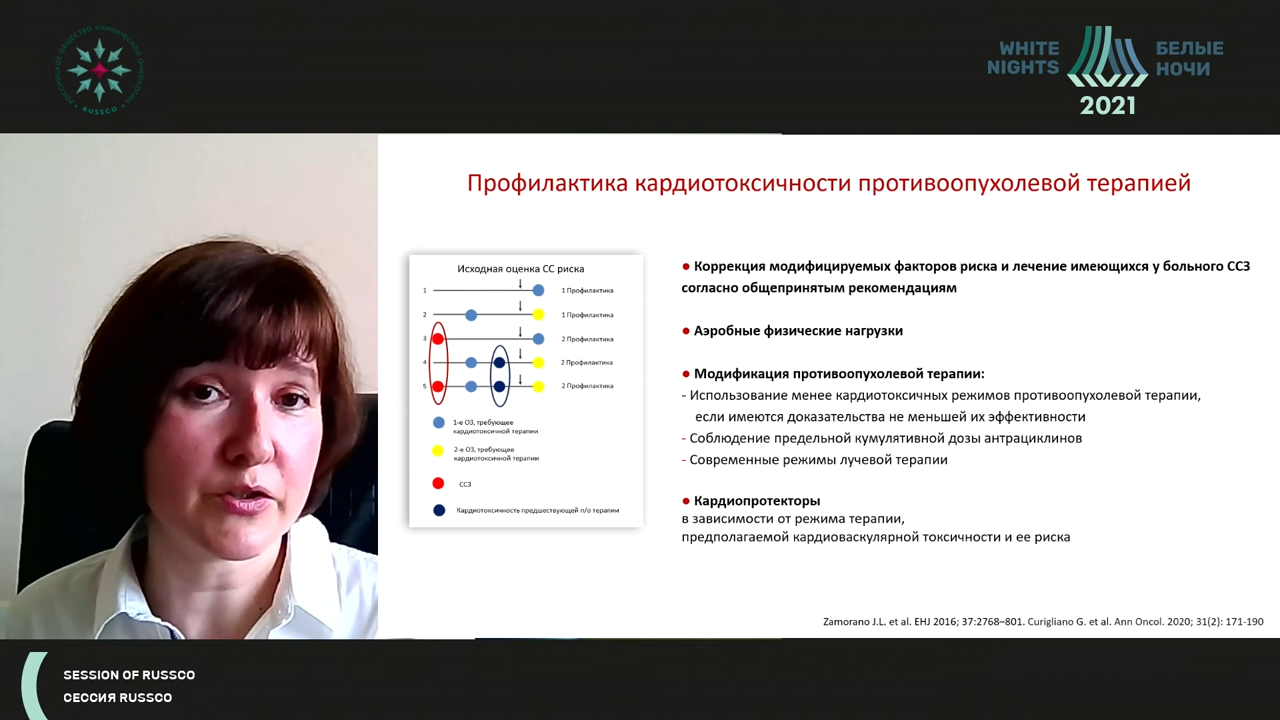 РОССИЙСКОЕ ОБЩЕСТВО КЛИНИЧЕСКОЙ ОНКОЛОГИИ
RUSSCO
WHITE NIGHTS
БЕЛЫЕ НОЧИ
2021
Профилактика кардиотоксичности противоопухолевой терапией
Исходная оценка СС риска
1 1 Профилактика
2 1 Профилактика
3 2 Профилактика
4 2 Профилактика
5 2 Профилактика
1-е ОЗ, требующее
кардиотоксичной терапии
2-е ОЗ, требующее
кардиотоксичной терапии
ССЗ
Кардиотоксичность предшествующей п/о терапии
● Коррекция модифицируемых факторов риска и лечение имеющихся у больного ССЗ
согласно общепринятым рекомендациям
● Аэробные физические нагрузки
● Модификация противоопухолевой терапии:
- Использование менее кардиотоксичных режимов противоопухолевой терапии,
если имеются доказательства не меньшей их эффективности
- Соблюдение предельной кумулятивной дозы антрациклинов
- Современные режимы лучевой терапии
● Кардиопротекторы
в зависимости от режима терапии,
предполагаемой кардиоваскулярной токсичности и ее риска
Zamorano J.L. et al. EHJ 2016; 37:2768–801. Curigliano G. et al. Ann Oncol. 2020; 31(2): 171-190
SESSION OF RUSSCO
СЕССИЯ RUSSCO